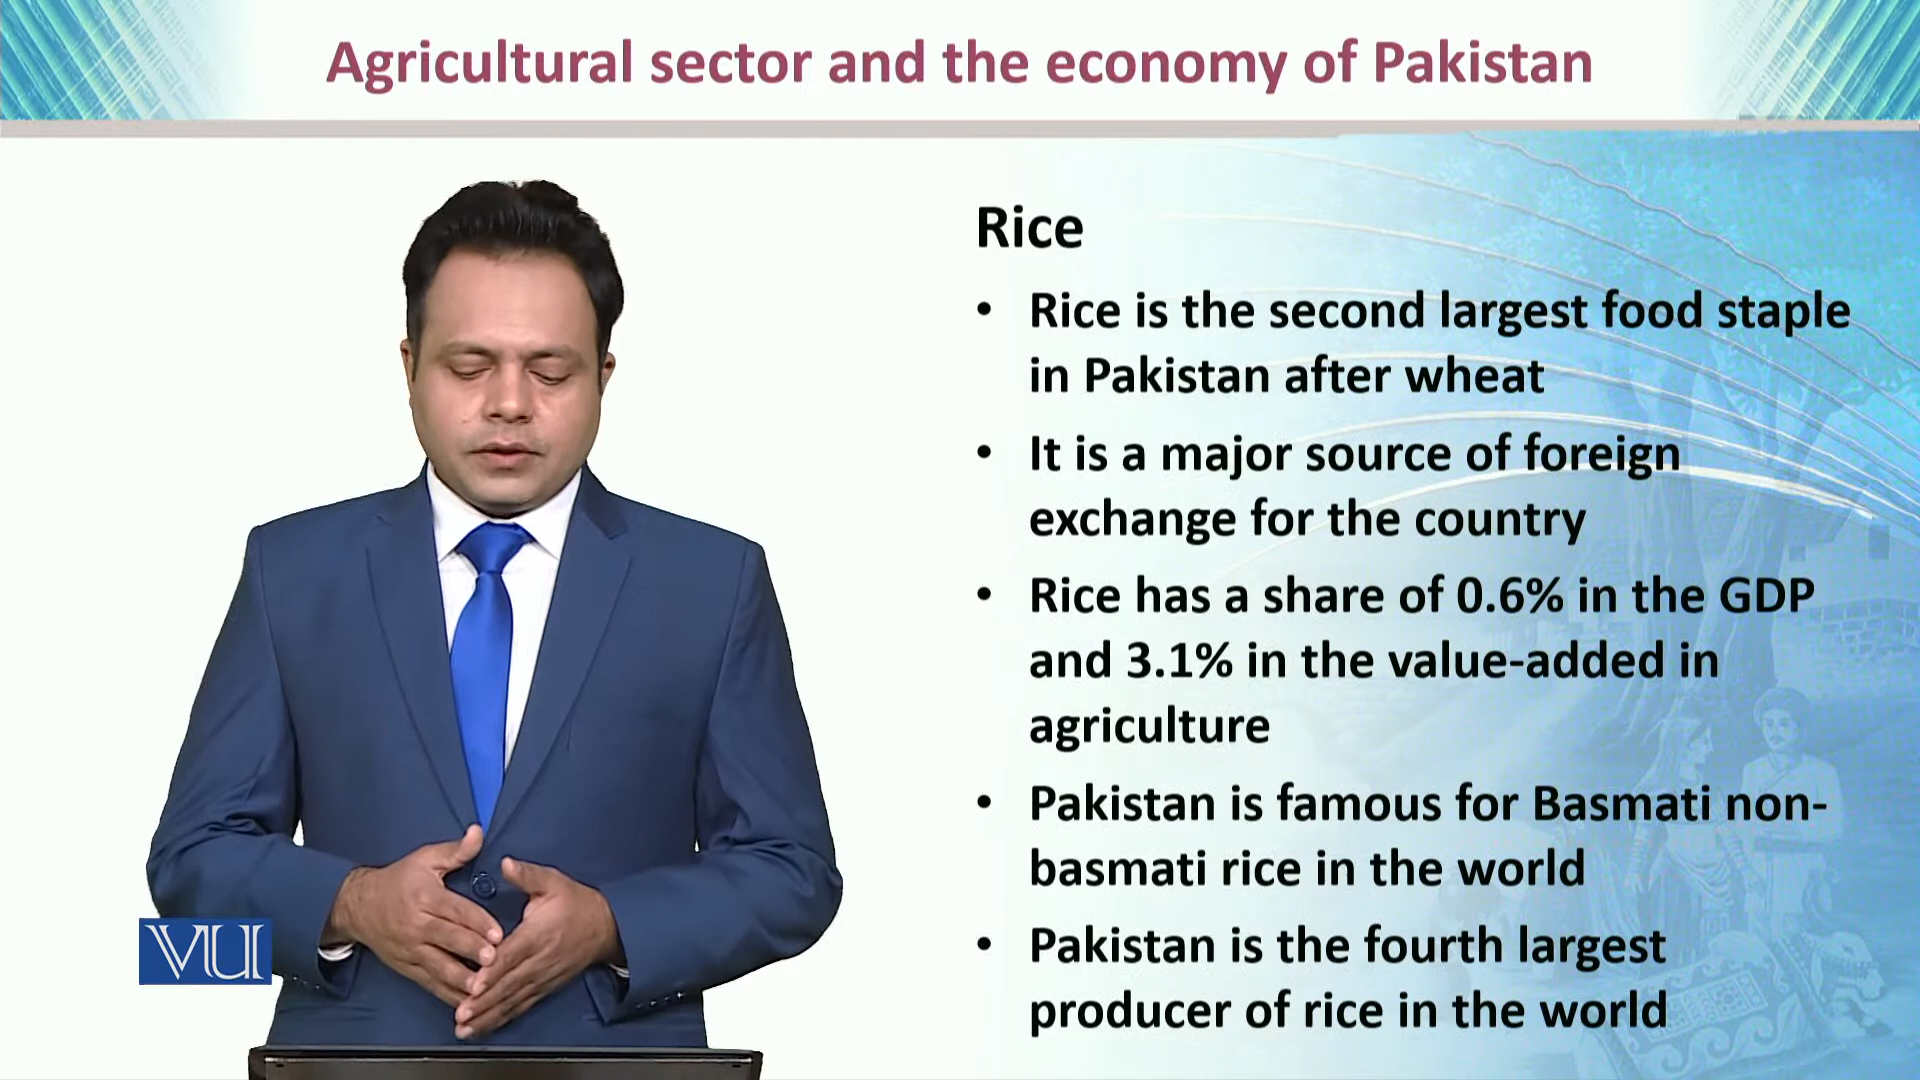 Agricultural sector and the economy of Pakistan
Rice
• Rice is the second largest food staple
in Pakistan after wheat
• It is a major source of foreign
exchange for the country
• Rice has a share of 0.6% in the GDP
and 3.1% in the value-added in
agriculture
• Pakistan is famous for Basmati non-
basmati rice in the world
• Pakistan is the fourth largest
producer of rice in the world
VU